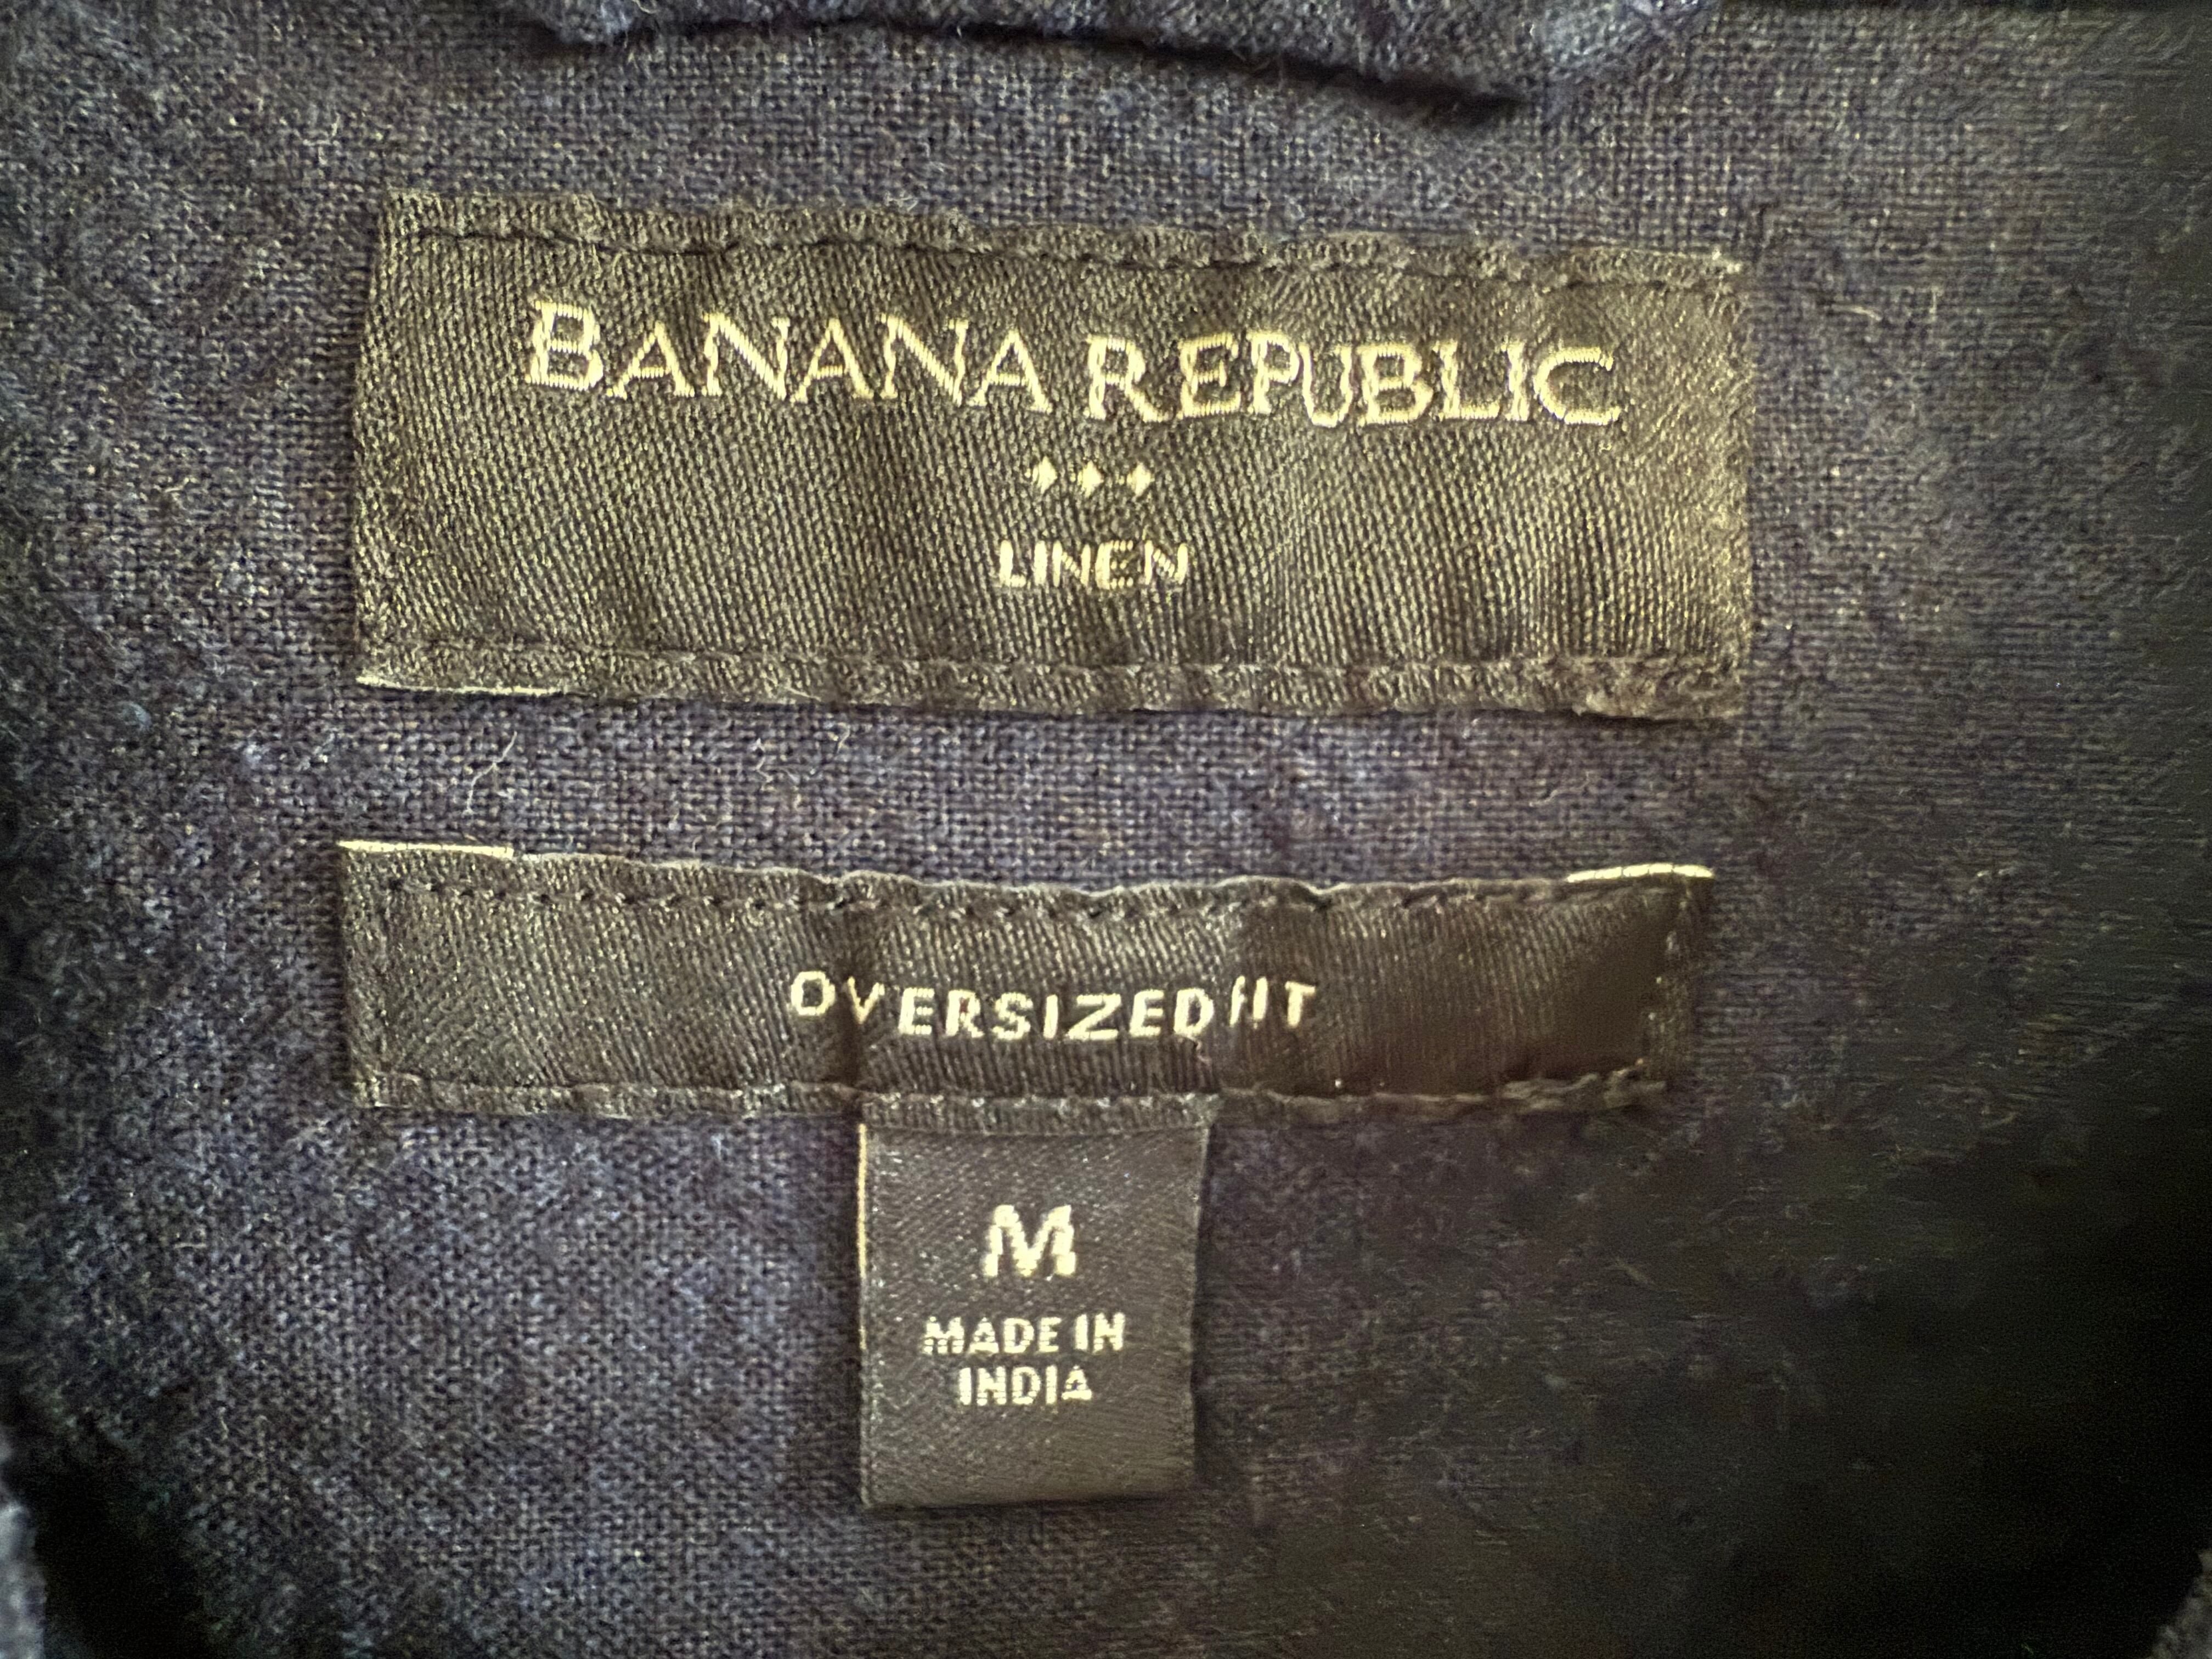 BANANA REPUBLIC
LINEN
OVERSIZED FIT
M
MADE IN
INDIA